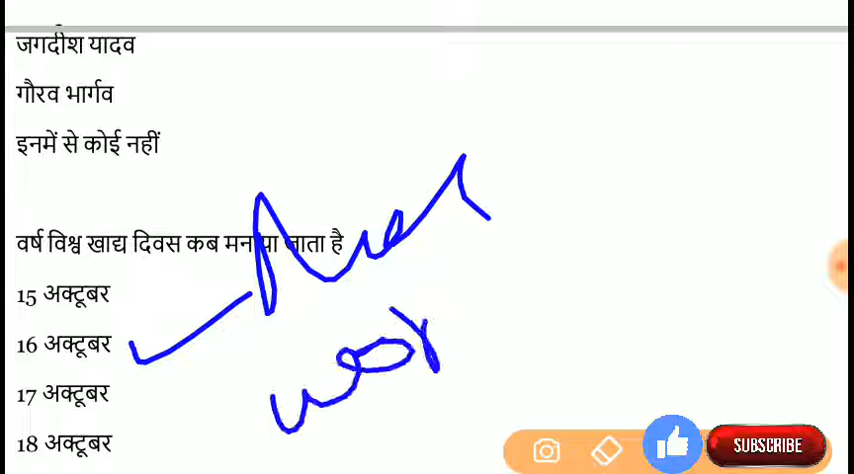 जगदीश यादव
गौरव भार्गव
इनमें से कोई नहीं
वर्ष विश्व खाद्य दिवस कब मनाया जाता है
15 अक्टूबर
16 अक्टूबर
17 अक्टूबर
18 अक्टूबर
SUBSCRIBE